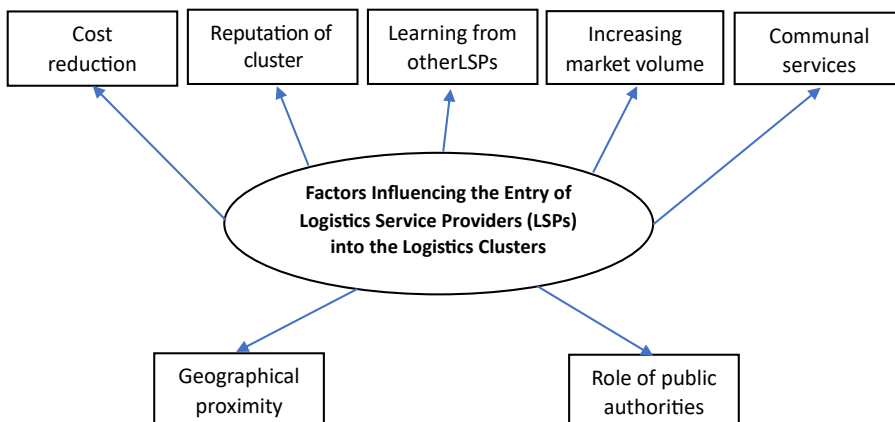 Cost
reduction
Reputation of
cluster
Learning from
otherLSPs
Increasing
market volume
Communal
services
Factors Influencing the Entry of
Logistics Service Providers (LSPs)
into the Logistics Clusters
Geographical
proximity
Role of public
authorities